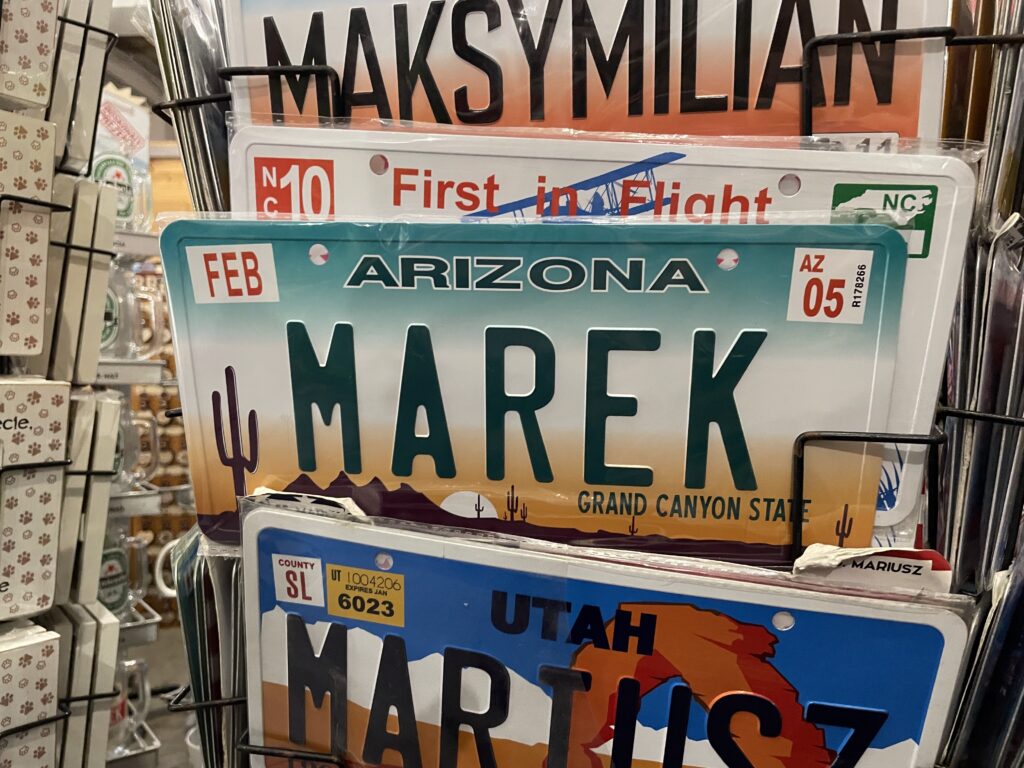 MAKSYMILIAN
NC 10
First in Flight
NC
FEB
ARIZONA
AZ
05
R178266
MAREK
GRAND CANYON STATE
MARIUSZ
COUNTY
SL
UT 1004206
EXPIRES JAN
6023
UTAH
MARIUSZ